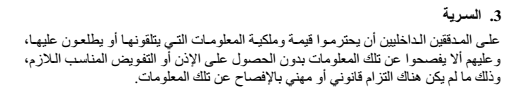 3. السرية
على المدققين الداخليين أن يحترموا قيمة وملكية المعلومات التي يتلقونها أو يطلعون عليها،
وعليهم ألا يفصحوا عن تلك المعلومات بدون الحصول على الإذن أو التفويض المناسب اللازم،
وذلك ما لم يكن هناك التزام قانوني أو مهني بالإفصاح عن تلك المعلومات.